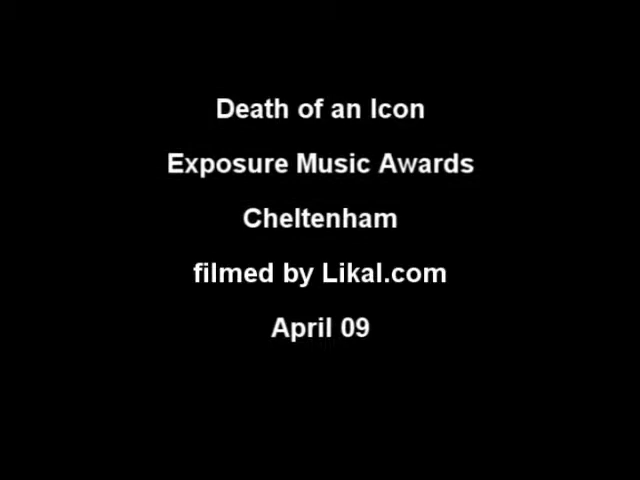 Death of an Icon
Exposure Music Awards
Cheltenham
filmed by Likal.com
April 09